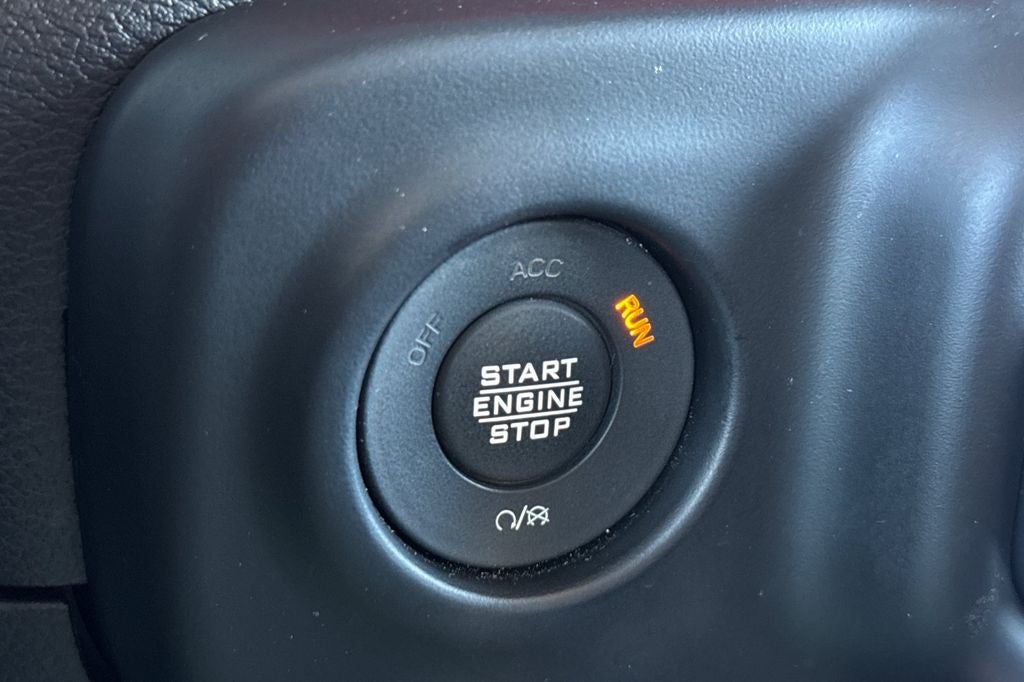 ACC
OFF
RUN
START
ENGINE
STOP